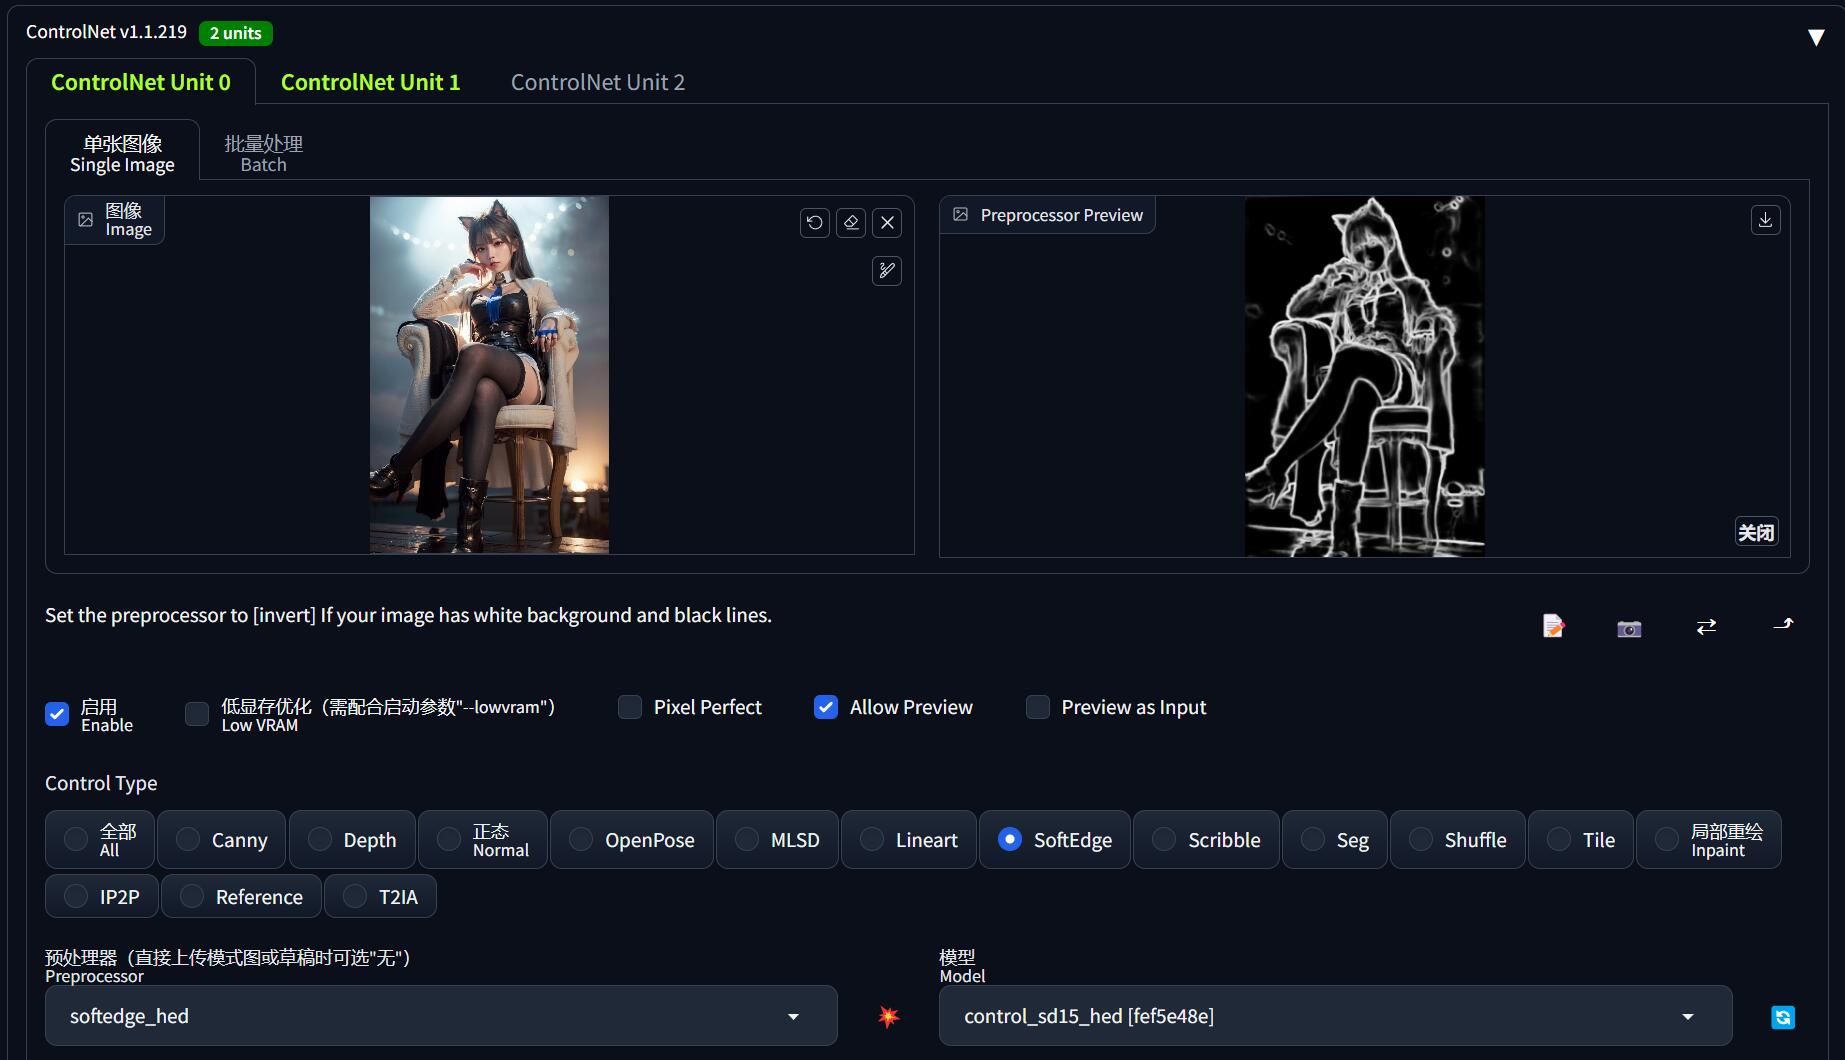 ControlNet v1.1.219
2 units
▼
ControlNet Unit 0
ControlNet Unit 1
ControlNet Unit 2
单张图像
Single Image
批量处理
Batch
图像
Image
Preprocessor Preview
关闭
Set the preprocessor to [invert] If your image has white background and black lines.
启用
Enable
低显存优化（需配合启动参数"--lowvram"）
Low VRAM
Pixel Perfect
Allow Preview
Preview as Input
Control Type
全部
All
Canny
Depth
正态
Normal
OpenPose
MLSD
Lineart
SoftEdge
Scribble
Seg
Shuffle
Tile
局部重绘
Inpaint
IP2P
Reference
T2IA
预处理器（直接上传模式图或草稿时可选"无"）
Preprocessor
softedge_hed
模型
Model
control_sd15_hed [fef5e48e]